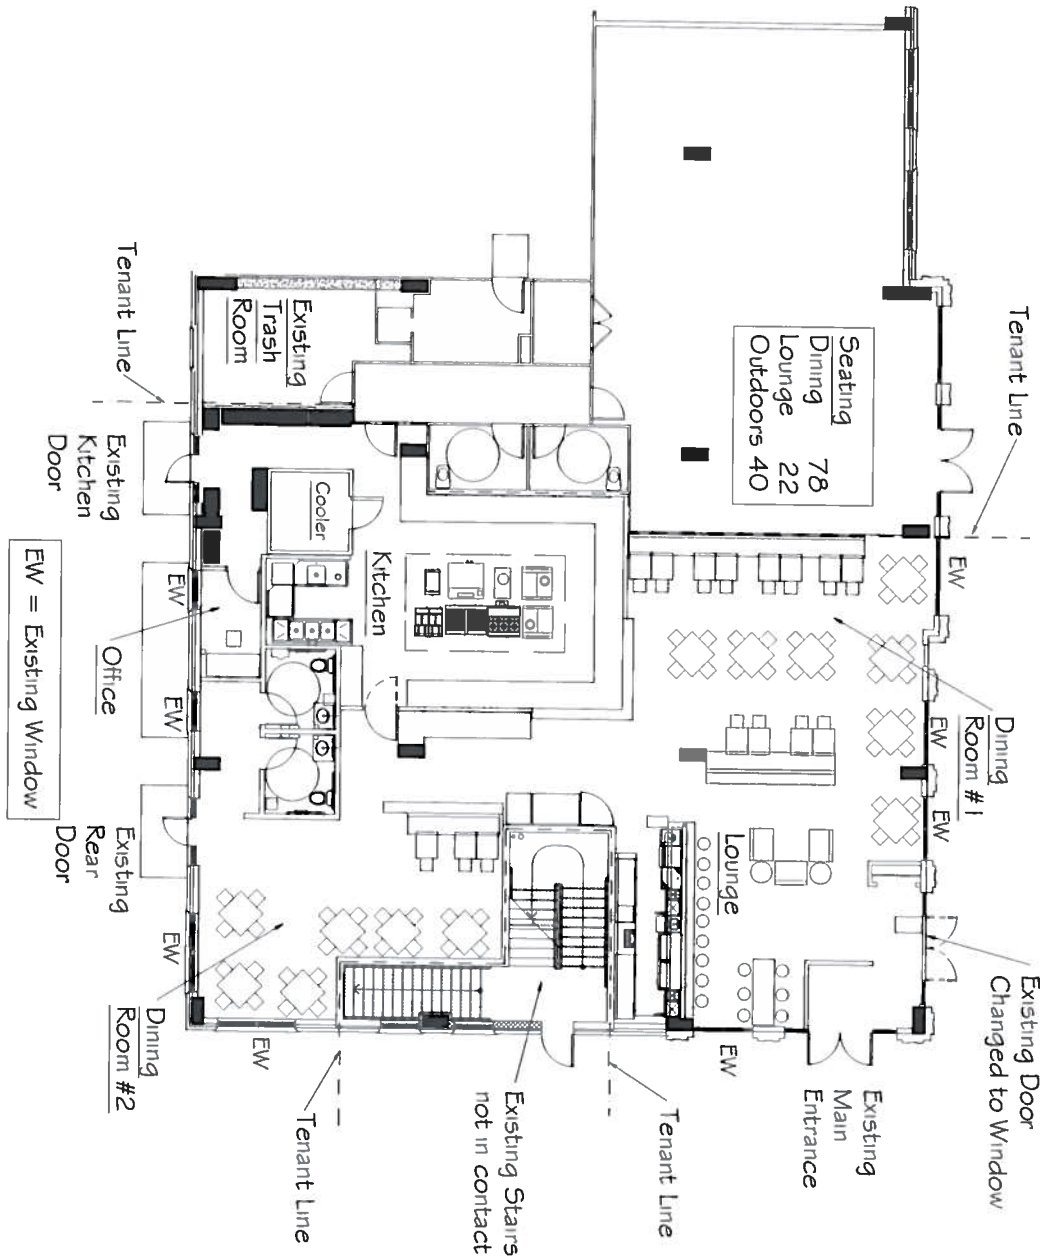 Tenant Line
Tenant Line
Existing
Trash
Room
Seating
Dining 78
Lounge 22
Outdoors 40
Existing
Kitchen
Door
Cooler
Kitchen
EW
EW
EW
Office
EW = Existing Window
Dining
Room #1
EW
EW
Lounge
Existing
Rear
Door
EW
Existing Door
Changed to Window
Dining
Room #2
EW
EW
Existing
Main
Entrance
Tenant Line
Existing Stairs
not in contact
Tenant Line